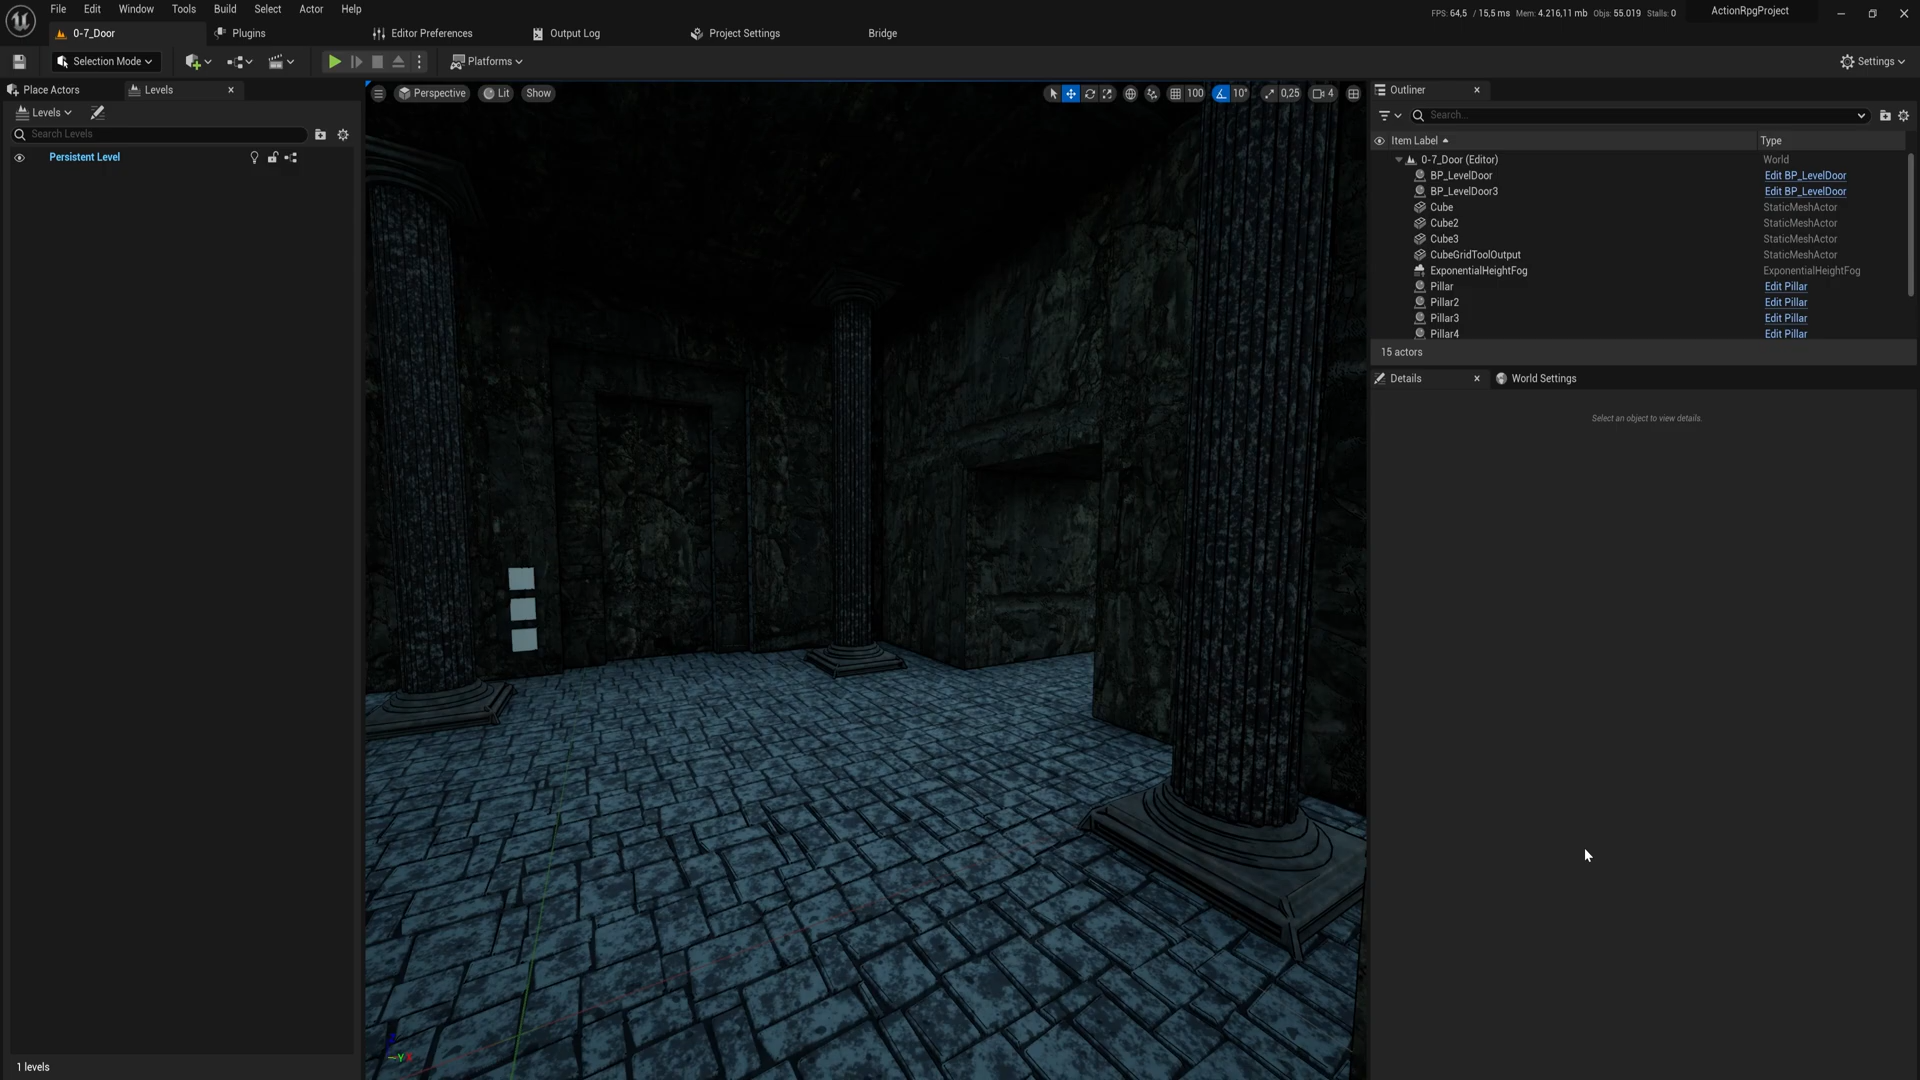 File Edit Window Tools Build Select Actor Help
FPS: 64,5 / 15,5 ms Mem: 4.216,11 mb Objs: 55.019 Stalls: 0
ActionRpgProject
0-7_Door
Plugins
Editor Preferences
Output Log
Project Settings
Bridge
Selection Mode
Platforms
Settings
Place Actors
Levels
Levels
Search Levels
Persistent Level
1 levels
Perspective
Lit
Show
100
10°
0,25
4
Y
Outliner
Search...
Item Label
Type
0-7_Door (Editor) World
BP_LevelDoor Edit BP_LevelDoor
BP_LevelDoor3 Edit BP_LevelDoor
Cube StaticMeshActor
Cube2 StaticMeshActor
Cube3 StaticMeshActor
CubeGridToolOutput StaticMeshActor
ExponentialHeightFog ExponentialHeightFog
Pillar Edit Pillar
Pillar2 Edit Pillar
Pillar3 Edit Pillar
Pillar4 Edit Pillar
15 actors
Details
World Settings
Select an object to view details.